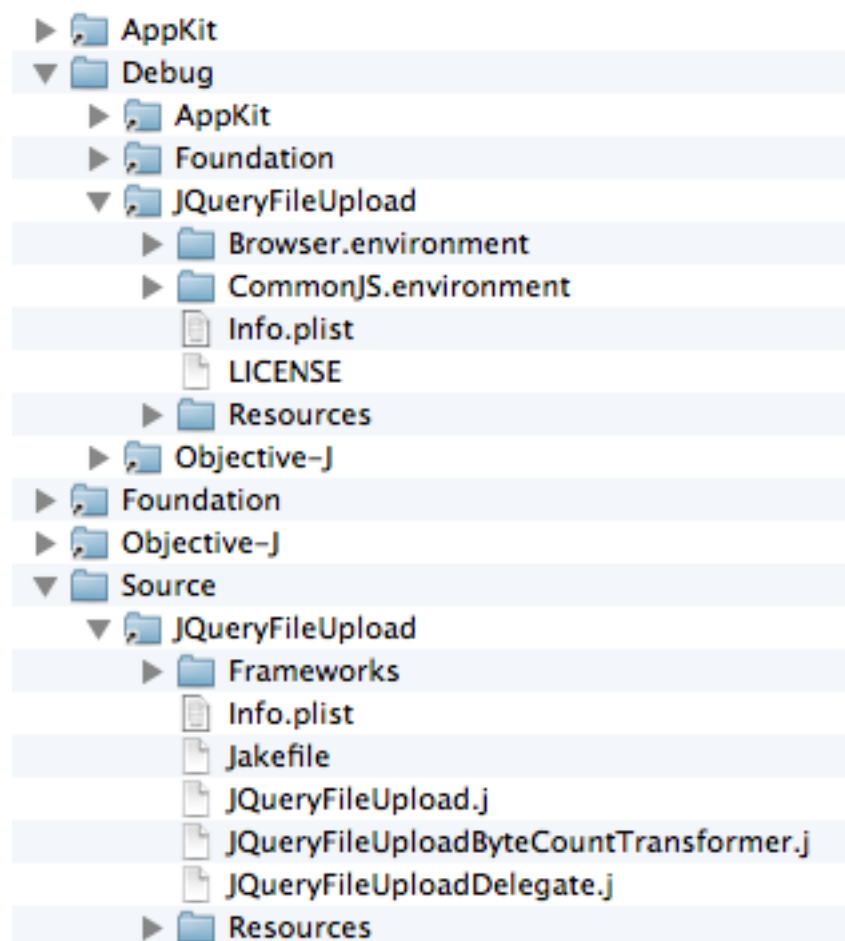 AppKit
Debug
AppKit
Foundation
JQueryFileUpload
Browser.environment
CommonJS.environment
Info.plist
LICENSE
Resources
Objective-J
Foundation
Objective-J
Source
JQueryFileUpload
Frameworks
Info.plist
Jakefile
JQueryFileUpload.j
JQueryFileUploadByteCountTransformer.j
JQueryFileUploadDelegate.j
Resources